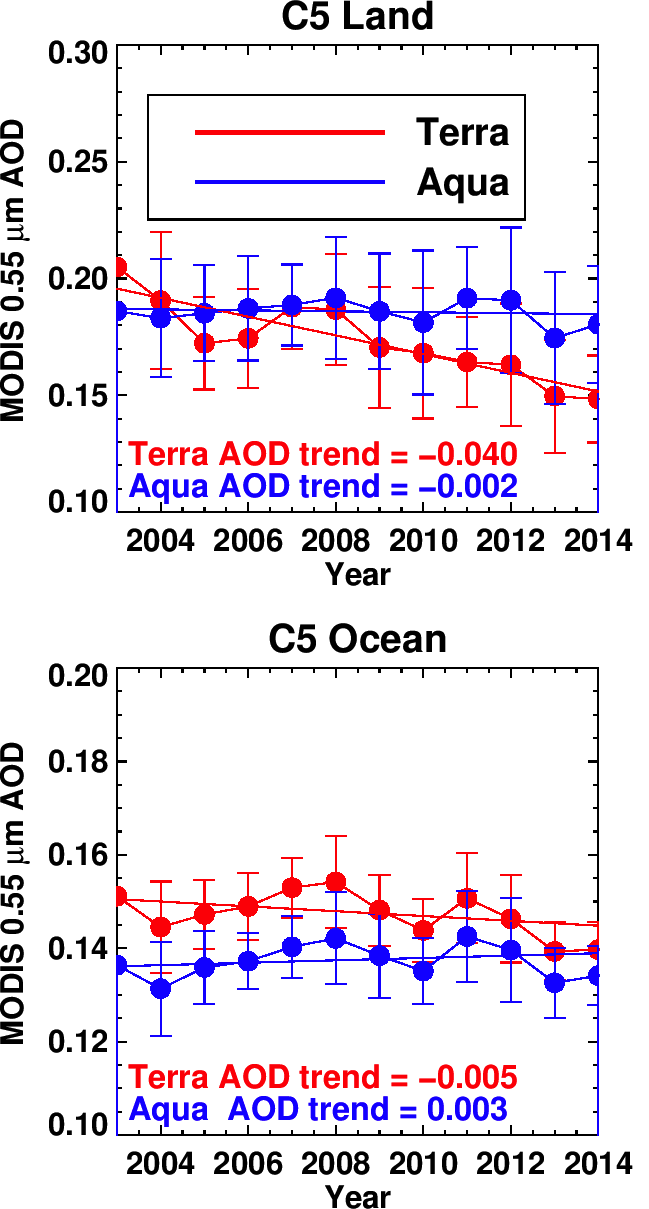 C5 Land
0.30
0.25
0.20
0.15
0.10
MODIS 0.55 μm AOD
Terra
Aqua
Terra AOD trend = −0.040
Aqua AOD trend = −0.002
2004 2006 2008 2010 2012 2014
Year
C5 Ocean
0.20
0.18
0.16
0.14
0.12
0.10
MODIS 0.55 μm AOD
Terra AOD trend = −0.005
Aqua AOD trend = 0.003
2004 2006 2008 2010 2012 2014
Year